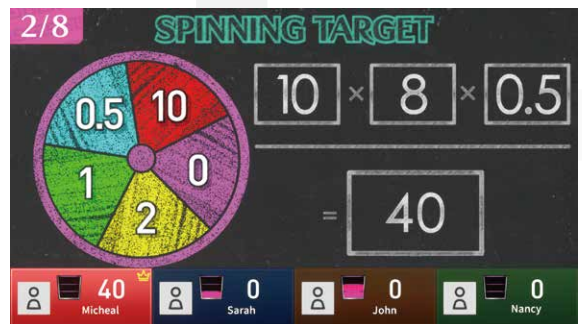 2/8
SPINNING TARGET
0.5
10
1
0
2
10 × 8 × 0.5
= 40
40
Micheal
0
Sarah
0
John
0
Nancy